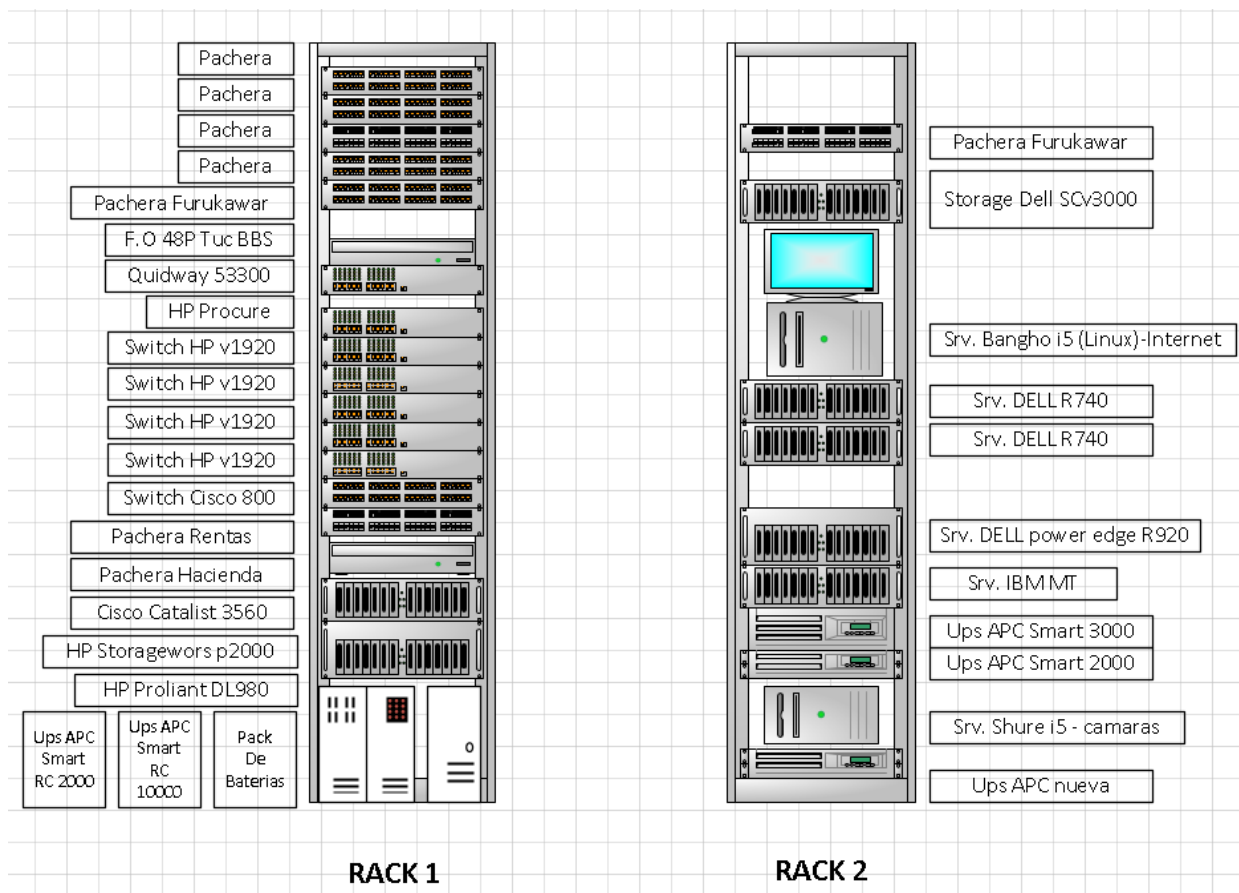 Pachera
Pachera
Pachera
Pachera
Pachera Furukawar
F.O 48P Tuc BBS
Quidway 53300
HP Procure
Switch HP v1920
Switch HP v1920
Switch HP v1920
Switch HP v1920
Switch Cisco 800
Pachera Rentas
Pachera Hacienda
Cisco Catalist 3560
HP Storagewors p2000
HP Proliant DL980
Ups APC
Smart
RC 2000
Ups APC
Smart
RC
10000
Pack
De
Baterias
RACK 1
Pachera Furukawar
Storage Dell SCv3000
Srv. Bangho i5 (Linux)-Internet
Srv. DELL R740
Srv. DELL R740
Srv. DELL power edge R920
Srv. IBM MT
Ups APC Smart 3000
Ups APC Smart 2000
Srv. Shure i5 - camaras
Ups APC nueva
RACK 2